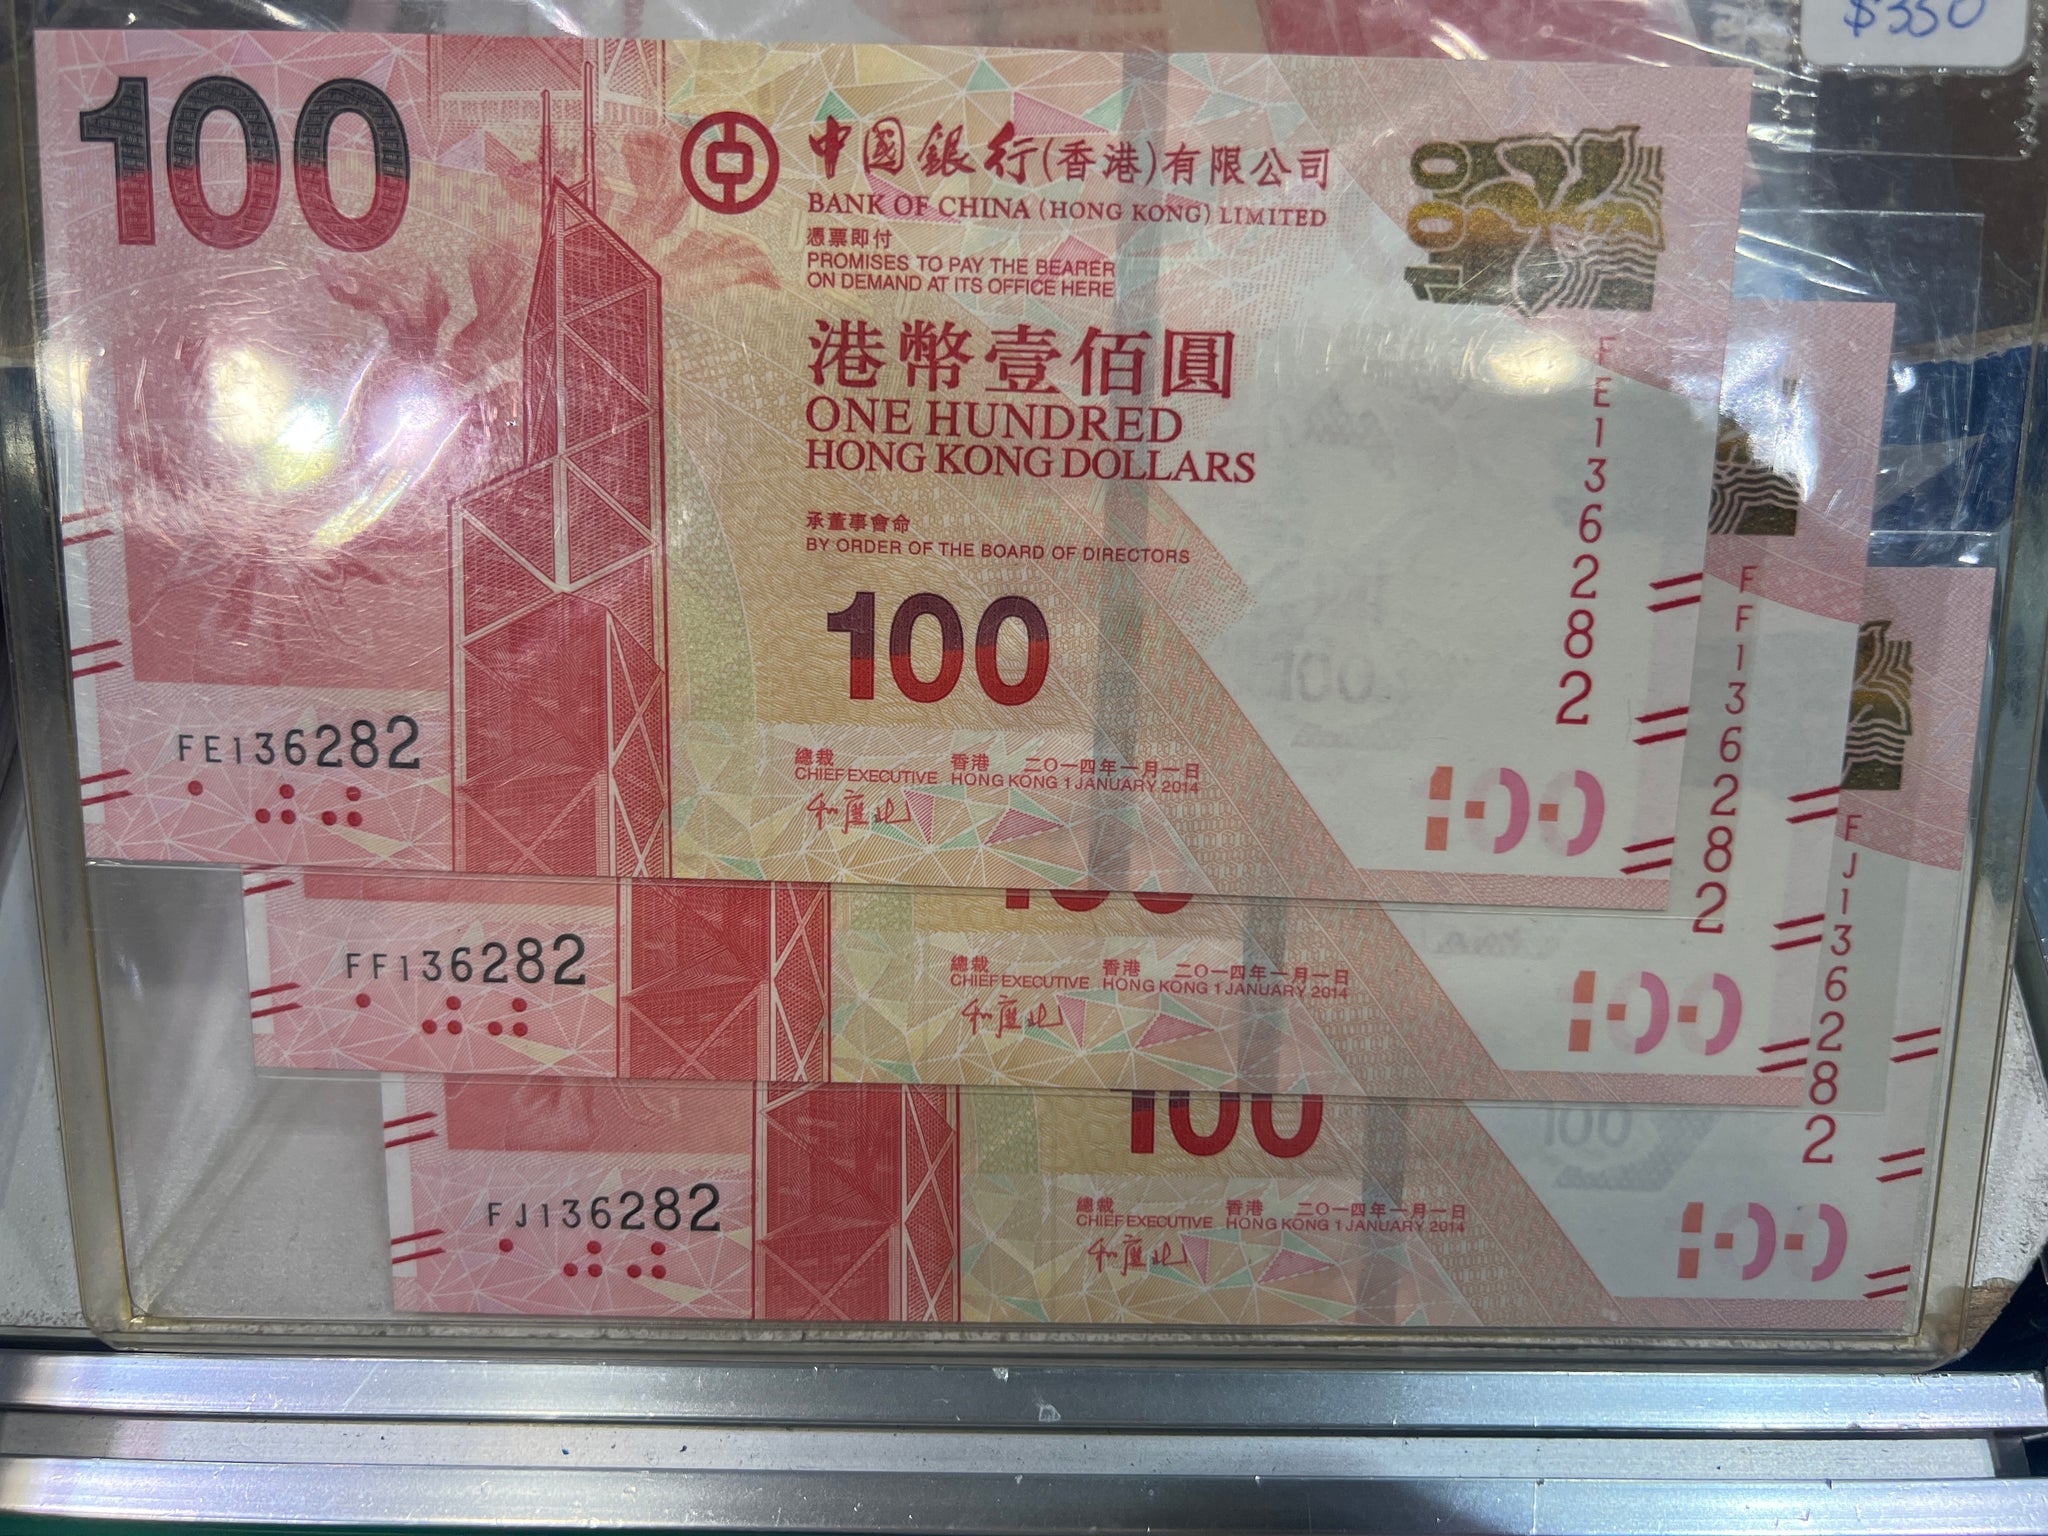 $350
100
中國銀行(香港)有限公司
BANK OF CHINA (HONG KONG) LIMITED
憑票即付
PROMISES TO PAY THE BEARER
ON DEMAND AT ITS OFFICE HERE
100
港幣壹佰圓
ONE HUNDRED
HONG KONG DOLLARS
承董事會命
BY ORDER OF THE BOARD OF DIRECTORS
100
FE136282
FE136282
總裁 香港 二〇一四年一月一日
CHIEF EXECUTIVE HONG KONG 1 JANUARY 2014
100
FF136282
FF136282
總裁 香港 二〇一四年一月一日
CHIEF EXECUTIVE HONG KONG 1 JANUARY 2014
100
100
FJ136282
FJ136282
總裁 香港 二〇一四年一月一日
CHIEF EXECUTIVE HONG KONG 1 JANUARY 2014
100